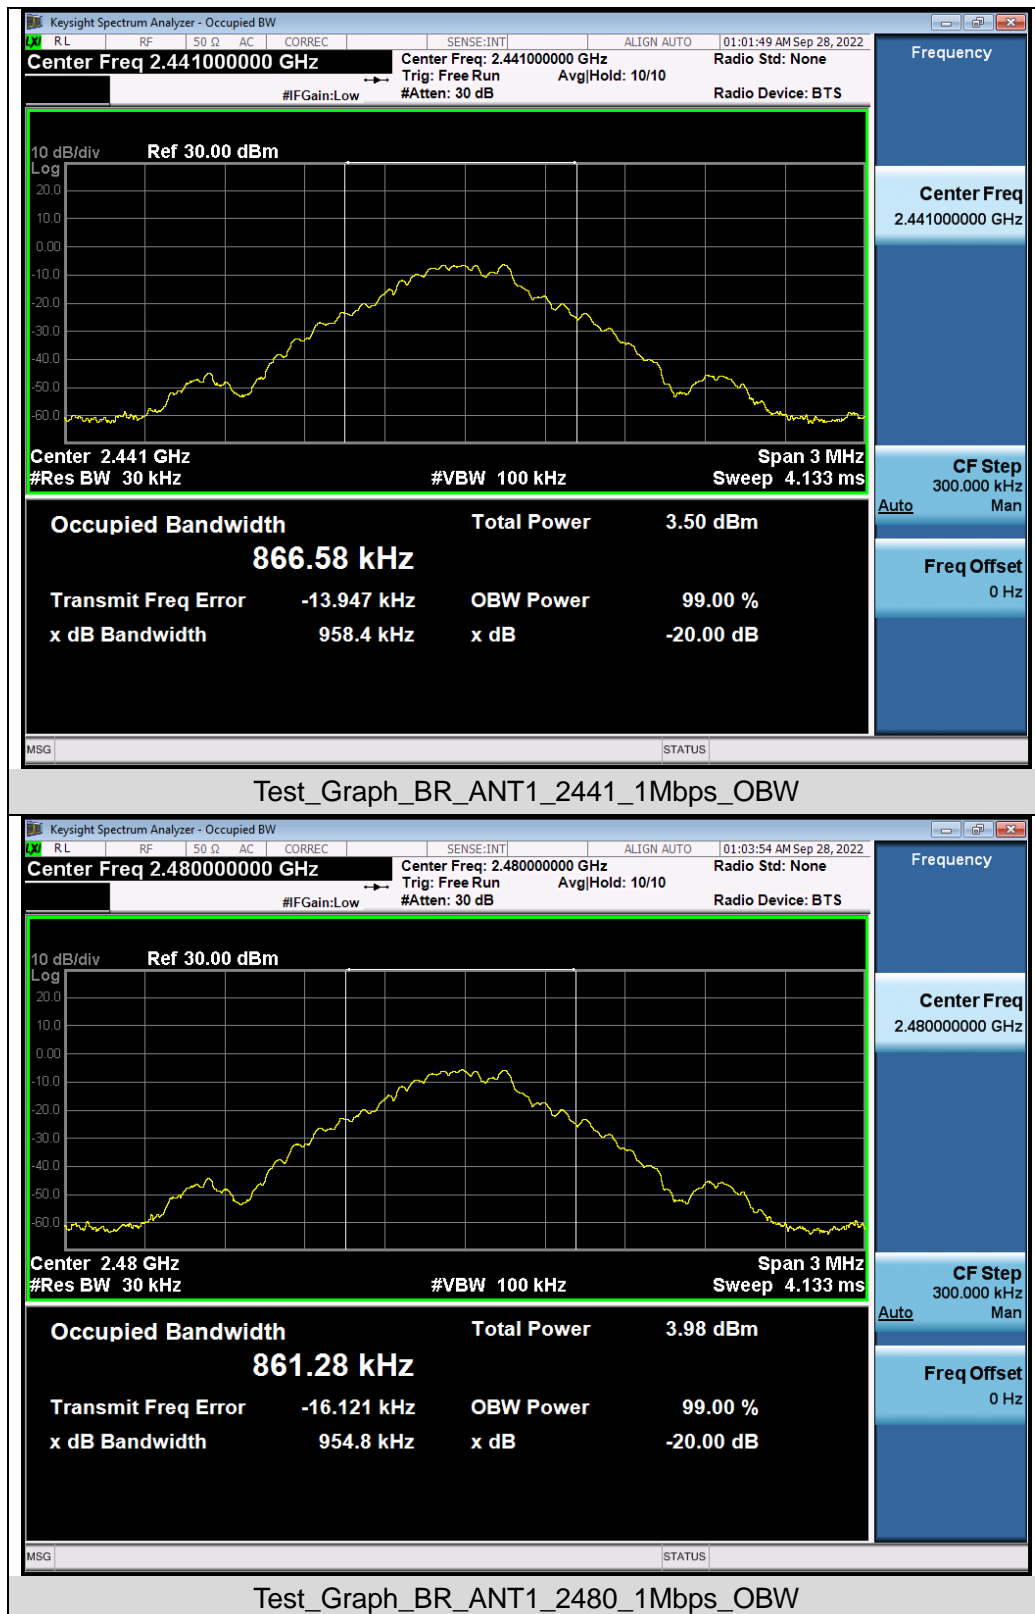 Keysight Spectrum Analyzer - Occupied BW
LXI RL RF 50 Ω AC CORREC SENSE:INT ALIGN AUTO 01:01:49 AM Sep 28, 2022
Center Freq 2.441000000 GHz
Center Freq: 2.441000000 GHz
Radio Std: None
Trig: Free Run Avg|Hold: 10/10
#IFGain:Low #Atten: 30 dB
Radio Device: BTS
Frequency
10 dB/div Ref 30.00 dBm
Log
20.0
10.0
0.00
-10.0
-20.0
-30.0
-40.0
-50.0
-60.0
Center 2.441 GHz Span 3 MHz
#Res BW 30 kHz #VBW 100 kHz Sweep 4.133 ms
Center Freq
2.441000000 GHz
CF Step
300.000 kHz
Auto Man
Freq Offset
0 Hz
Occupied Bandwidth Total Power 3.50 dBm
866.58 kHz
Transmit Freq Error -13.947 kHz OBW Power 99.00 %
x dB Bandwidth 958.4 kHz x dB -20.00 dB
MSG STATUS
Test_Graph_BR_ANT1_2441_1Mbps_OBW
Keysight Spectrum Analyzer - Occupied BW
LXI RL RF 50 Ω AC CORREC SENSE:INT ALIGN AUTO 01:03:54 AM Sep 28, 2022
Center Freq 2.480000000 GHz
Center Freq: 2.480000000 GHz
Radio Std: None
Trig: Free Run Avg|Hold: 10/10
#IFGain:Low #Atten: 30 dB
Radio Device: BTS
Frequency
10 dB/div Ref 30.00 dBm
Log
20.0
10.0
0.00
-10.0
-20.0
-30.0
-40.0
-50.0
-60.0
Center 2.48 GHz Span 3 MHz
#Res BW 30 kHz #VBW 100 kHz Sweep 4.133 ms
Center Freq
2.480000000 GHz
CF Step
300.000 kHz
Auto Man
Freq Offset
0 Hz
Occupied Bandwidth Total Power 3.98 dBm
861.28 kHz
Transmit Freq Error -16.121 kHz OBW Power 99.00 %
x dB Bandwidth 954.8 kHz x dB -20.00 dB
MSG STATUS
Test_Graph_BR_ANT1_2480_1Mbps_OBW